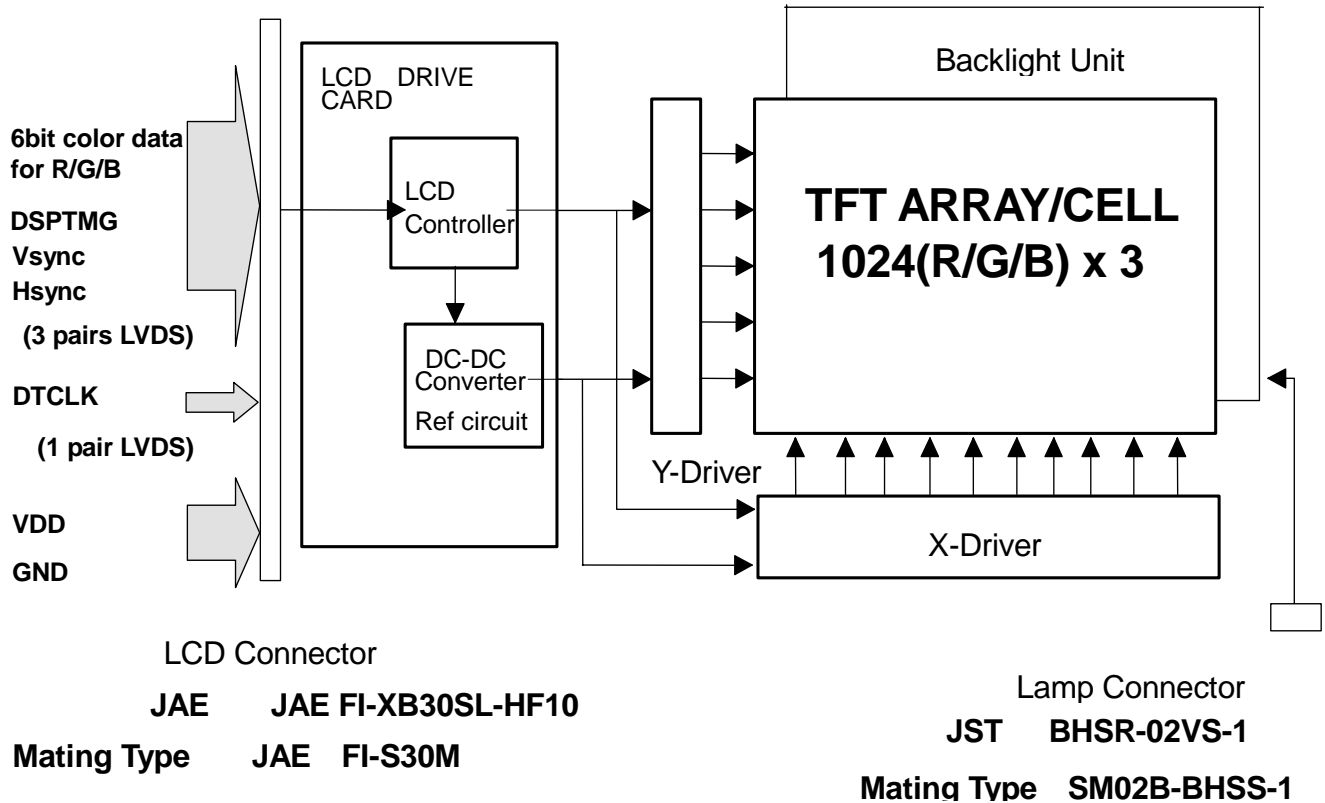 Backlight Unit
LCD DRIVE
CARD
6bit color data
for R/G/B
DSPTMG
Vsync
Hsync
(3 pairs LVDS)
LCD
Controller
TFT ARRAY/CELL
1024(R/G/B) x 3
DC-DC
Converter
Ref circuit
DTCLK
(1 pair LVDS)
Y-Driver
VDD
GND
X-Driver
LCD Connector
JAE JAE FI-XB30SL-HF10
Mating Type JAE FI-S30M
Lamp Connector
JST BHSR-02VS-1
Mating Type SM02B-BHSS-1